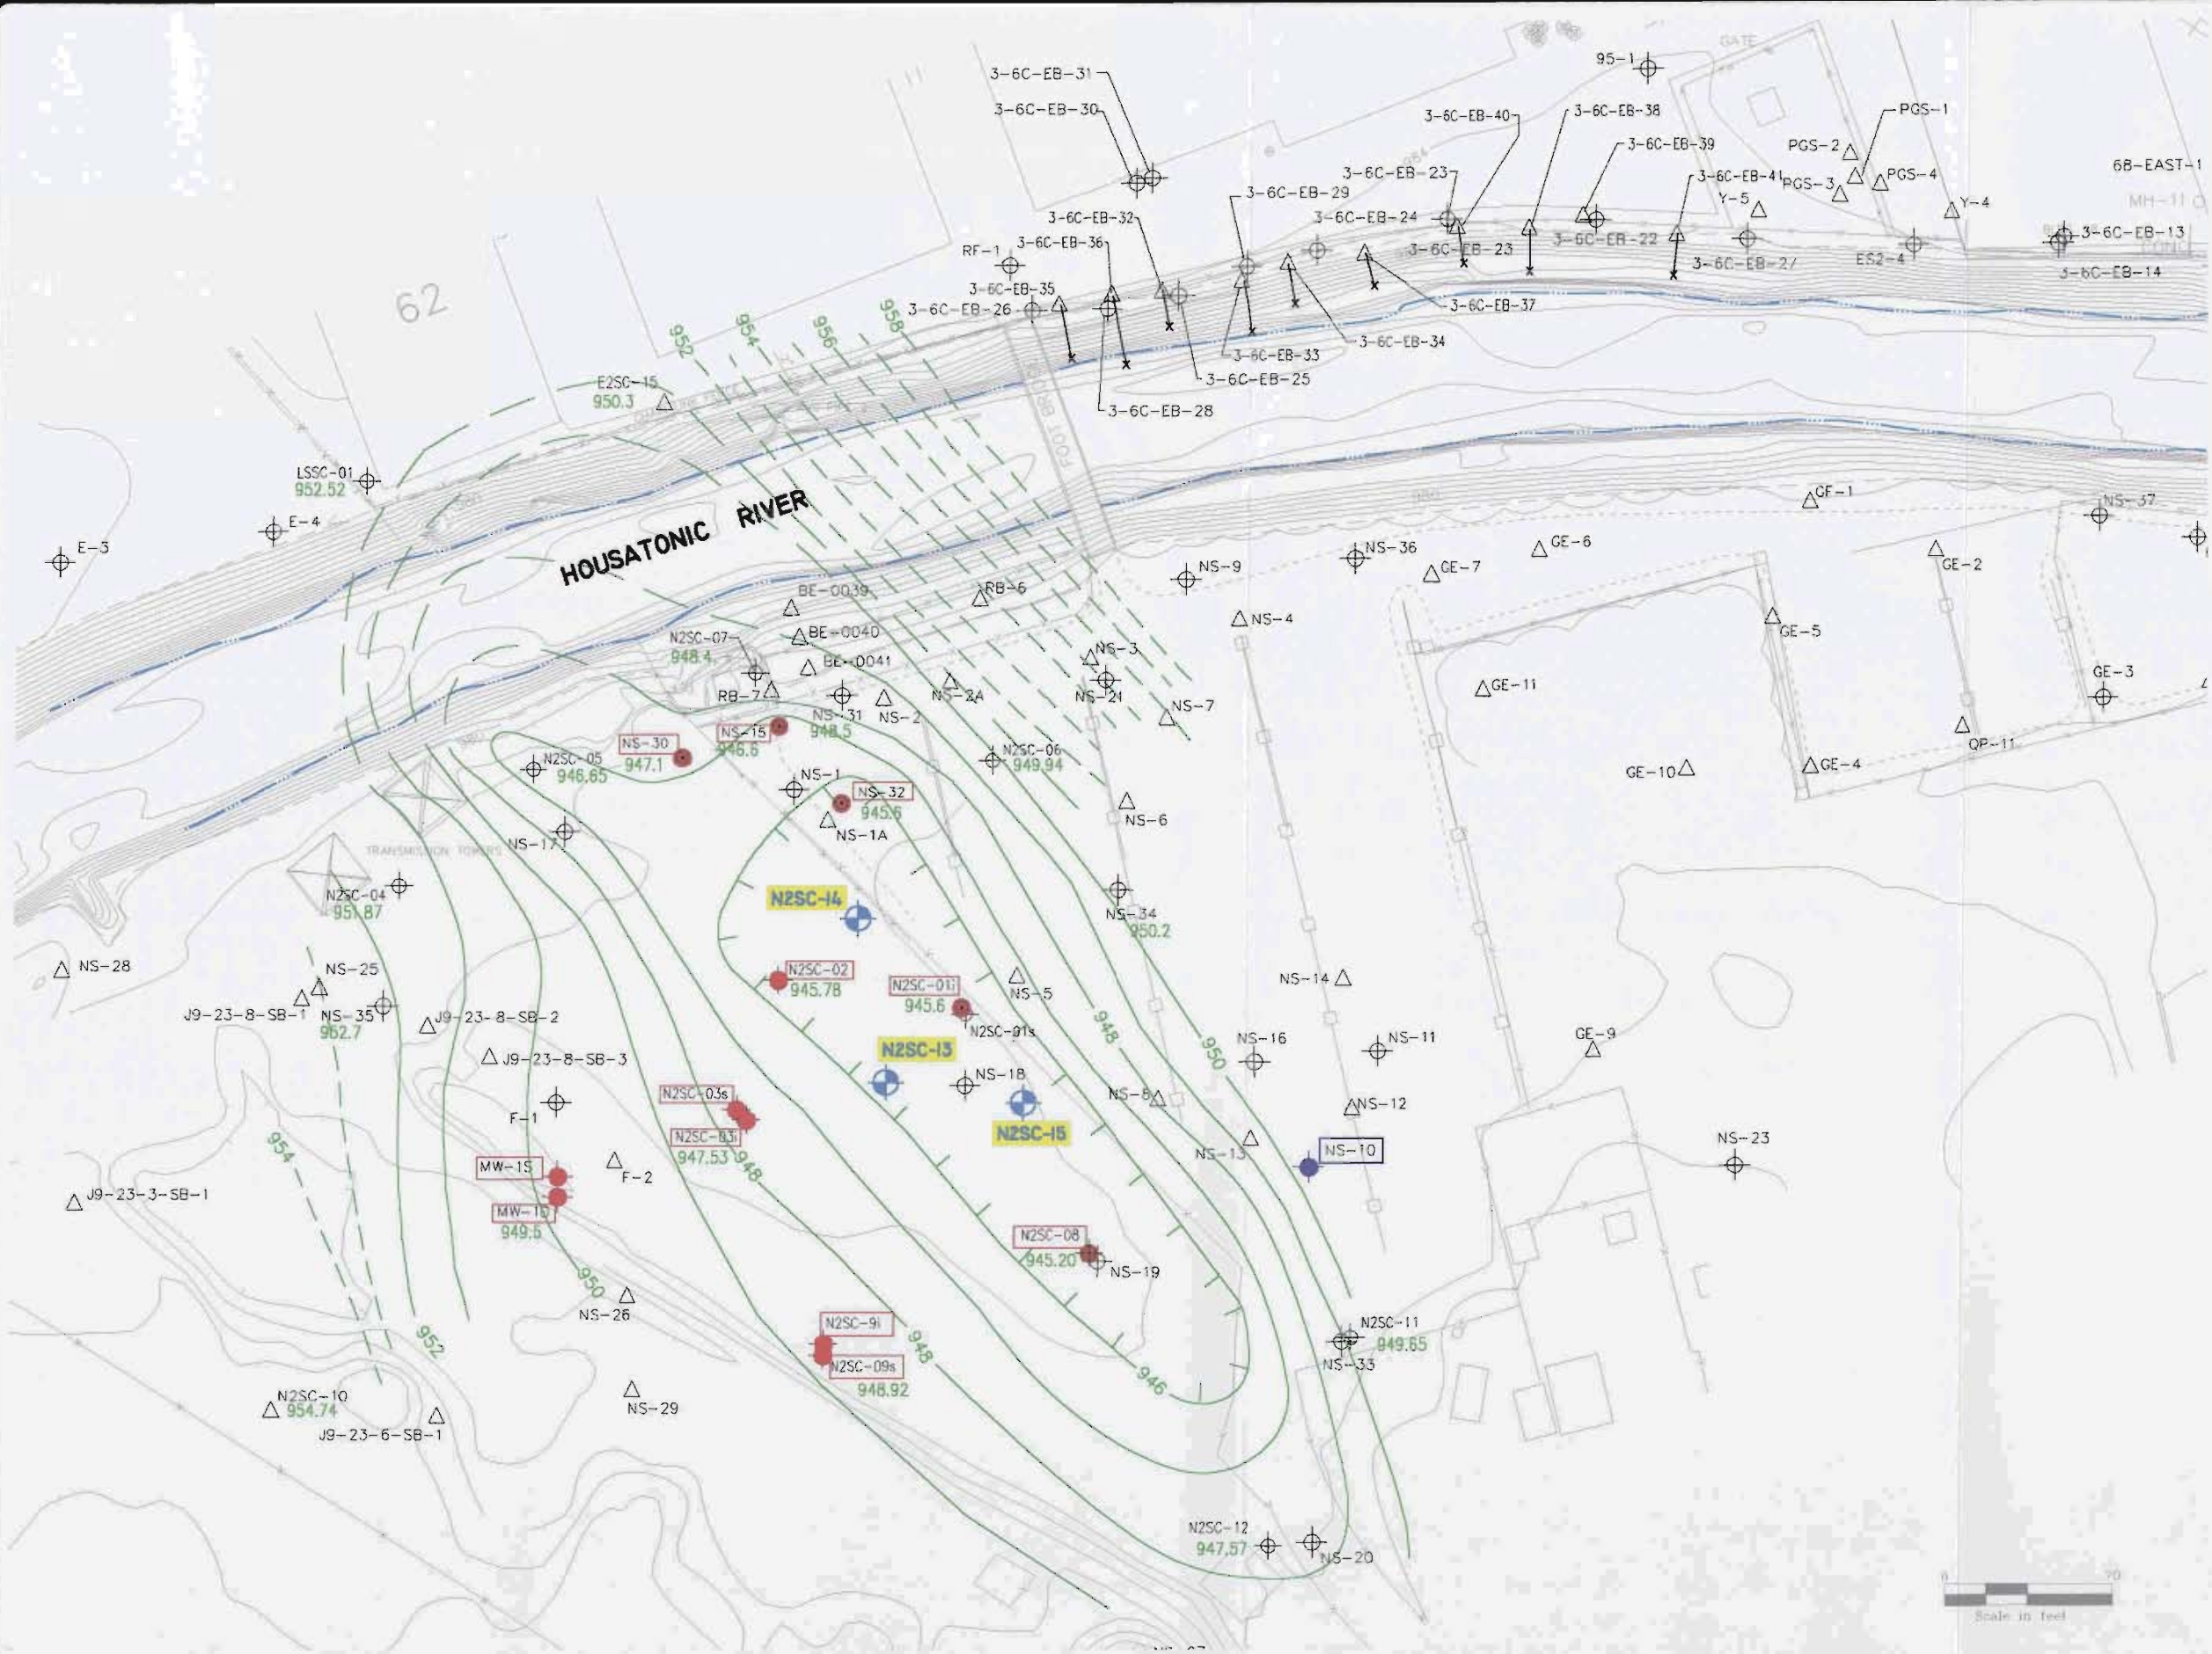 GATE
95-1
3-6C-EB-31
3-6C-EB-30
3-6C-EB-40
3-6C-EB-38
PGS-1
3-6C-EB-39
PGS-2
3-6C-EB-23
3-6C-EB-41
PGS-3
PGS-4
6B-EAST-1
3-6C-EB-29
3-6C-EB-32
3-6C-EB-24
Y-5
Y-4
MH-11
3-6C-EB-36
RF-1
3-6C-EB-23
3-6C-EB-22
3-6C-EB-27
ES2-4
3-6C-EB-13
3-6C-EB-14
62
3-6C-EB-35
3-6C-EB-26
3-6C-EB-37
952
954
956
958
3-6C-EB-34
3-6C-EB-33
3-6C-EB-25
3-6C-EB-28
E2SC-15
950.3
FOOT
LSSC-01
952.52
E-4
E-3
HOUSATONIC RIVER
GF-1
NS-37
NS-36
GE-6
GE-7
GE-2
NS-9
BE-0039
RB-6
NS-4
GE-5
BE-0040
N2SC-07
948.4
BE-0041
NS-3
GE-3
RB-7
NS-2A
NS-21
GE-11
NS-7
NS-31
948.5
NS-2
NS-15
946.6
NS-30
947.1
N2SC-05
946.65
N2SC-06
949.94
QP-11
GE-10
GE-4
NS-1
NS-32
945.6
NS-1A
NS-6
NS-17
TRANSMISSION TOWERS
N2SC-04
951.87
N2SC-14
NS-34
950.2
NS-28
NS-25
N2SC-02
945.78
N2SC-01i
945.6
NS-5
NS-14
J9-23-8-SB-1
NS-35
952.7
J9-23-8-SB-2
N2SC-01s
948
950
NS-16
NS-11
GE-9
J9-23-8-SB-3
N2SC-13
NS-18
N2SC-03s
F-1
NS-8
NS-12
N2SC-15
N2SC-03i
947.53
948
954
NS-13
NS-10
NS-23
MW-1S
F-2
J9-23-3-SB-1
MW-1D
949.5
N2SC-08
945.20
NS-19
950
NS-26
952
N2SC-9i
948
N2SC-11
949.65
NS-33
N2SC-09s
948.92
946
N2SC-10
954.74
NS-29
J9-23-6-SB-1
N2SC-12
947.57
NS-20
0
Scale in feet